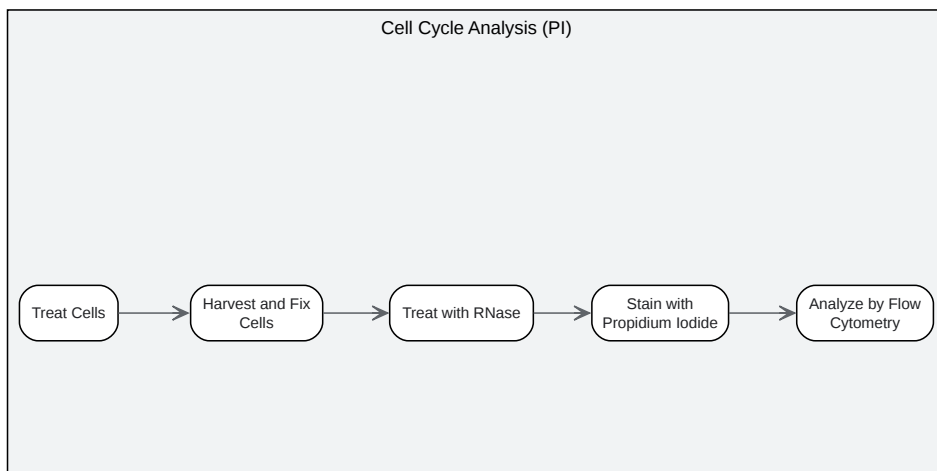 Cell Cycle Analysis (PI)
Treat Cells
Harvest and Fix
Cells
Treat with RNase
Stain with
Propidium Iodide
Analyze by Flow
Cytometry